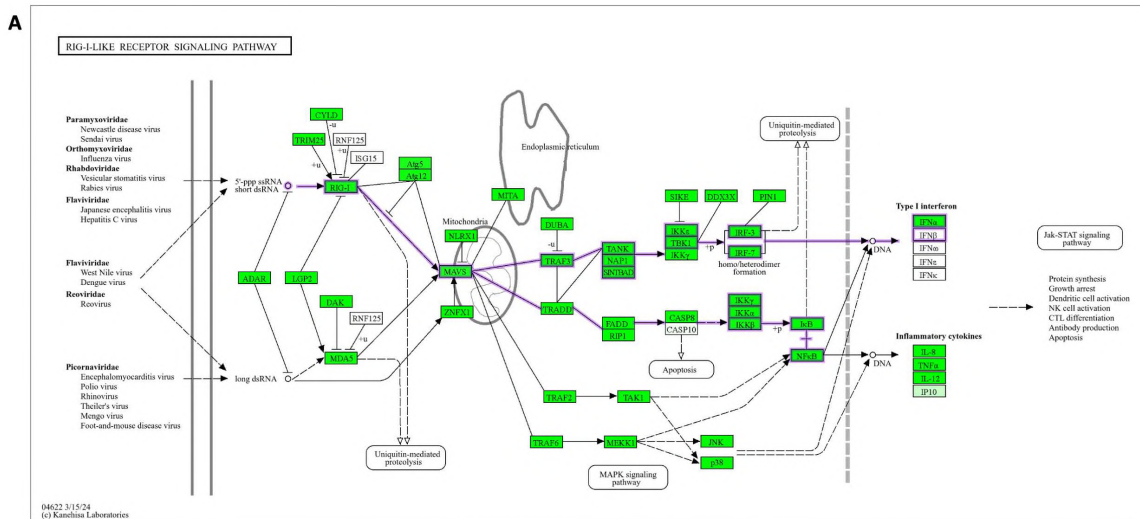 A
RIG-I-LIKE RECEPTOR SIGNALING PATHWAY
Paramyxoviridae
Newcastle disease virus
Sendai virus
Orthomyxoviridae
Influenza virus
Rhabdoviridae
Vesicular stomatitis virus
Rabies virus
Flaviviridae
Japanese encephalitis virus
Hepatitis C virus
Flaviviridae
West Nile virus
Dengue virus
Reoviridae
Reovirus
Picornaviridae
Encephalomyocarditis virus
Polio virus
Rhinovirus
Theiler's virus
Mengo virus
Foot-and-mouse disease virus
5'-ppp ssRNA
short dsRNA
long dsRNA
ADAR
CYLD
-u
TRIM25
+u
RNF125
+u
ISG15
RIG-I
Atg5
Atg12
LGP2
DAK
RNF125
+u
MDA5
Uniquitin-mediated
proteolysis
Endoplasmic reticulum
MITA
Mitochondria
NLRX1
MAVS
ZNFX1
DUBA
-u
TRAF3
TRADD
TANK
NAP1
SINTBAD
FADD
RIP1
CASP8
CASP10
Apoptosis
TRAF2
TAK1
TRAF6
MEKK1
JNK
p38
MAPK signaling
pathway
SIKE
DDX3X
PIN1
IKKε
TBK1
IKKγ
+p
IRF-3
IRF-7
homo/heterodimer
formation
IKKγ
IKKα
IKKβ
+p
IκB
NFκB
Uniquitin-mediated
proteolysis
DNA
DNA
Type I interferon
IFNα
IFNβ
IFNω
IFNε
IFNκ
Inflammatory cytokines
IL-8
TNFα
IL-12
IP10
Jak-STAT signaling
pathway
Protein synthesis
Growth arrest
Dendritic cell activation
NK cell activation
CTL differentiation
Antibody production
Apoptosis
04622 3/15/24
(c) Kanehisa Laboratories